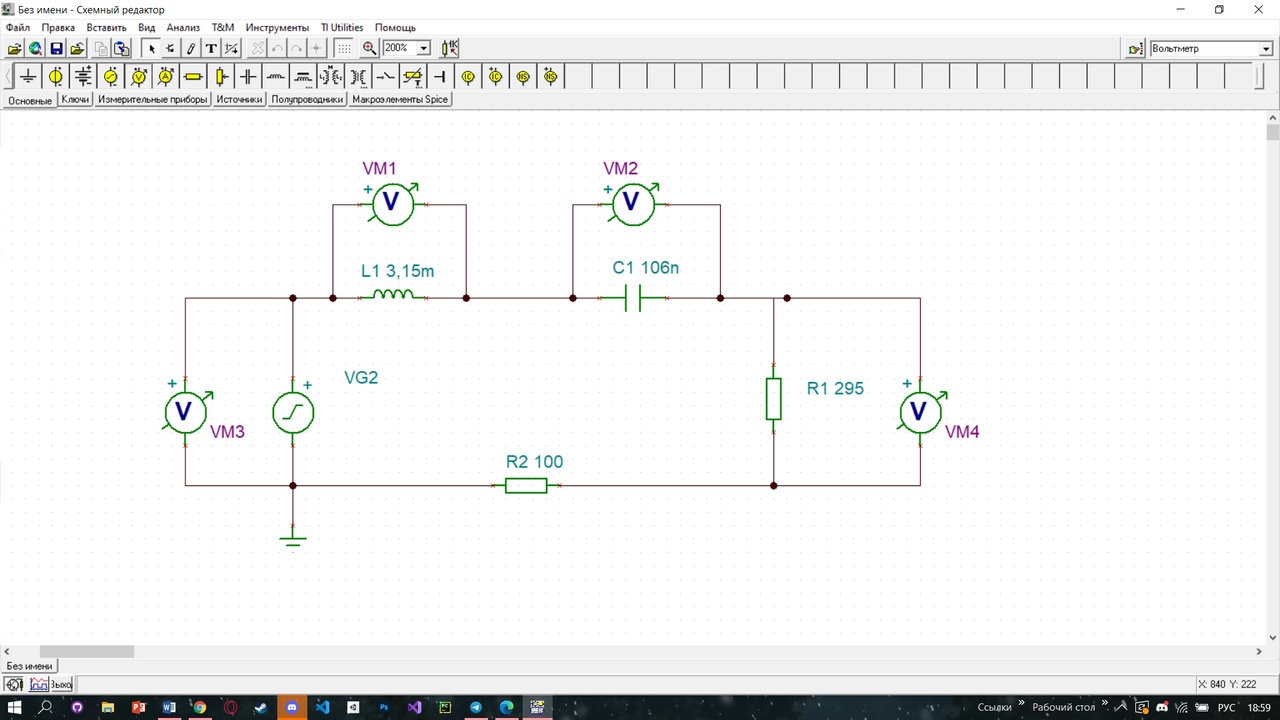 Без имени - Схемный редактор
Файл Правка Вставить Вид Анализ T&M Инструменты TI Utilities Помощь
200% Вольтметр
Основные Ключи Измерительные приборы Источники Полупроводники Макроэлементы Spice
VM1 VM2
+ V + V
L1 3,15m C1 106n
VG2
+ + R1 295 +
V V
VM3 VM4
R2 100
Без имени
Выхо X: 840 Y: 222
Ссылки » Рабочий стол » РУС 18:59